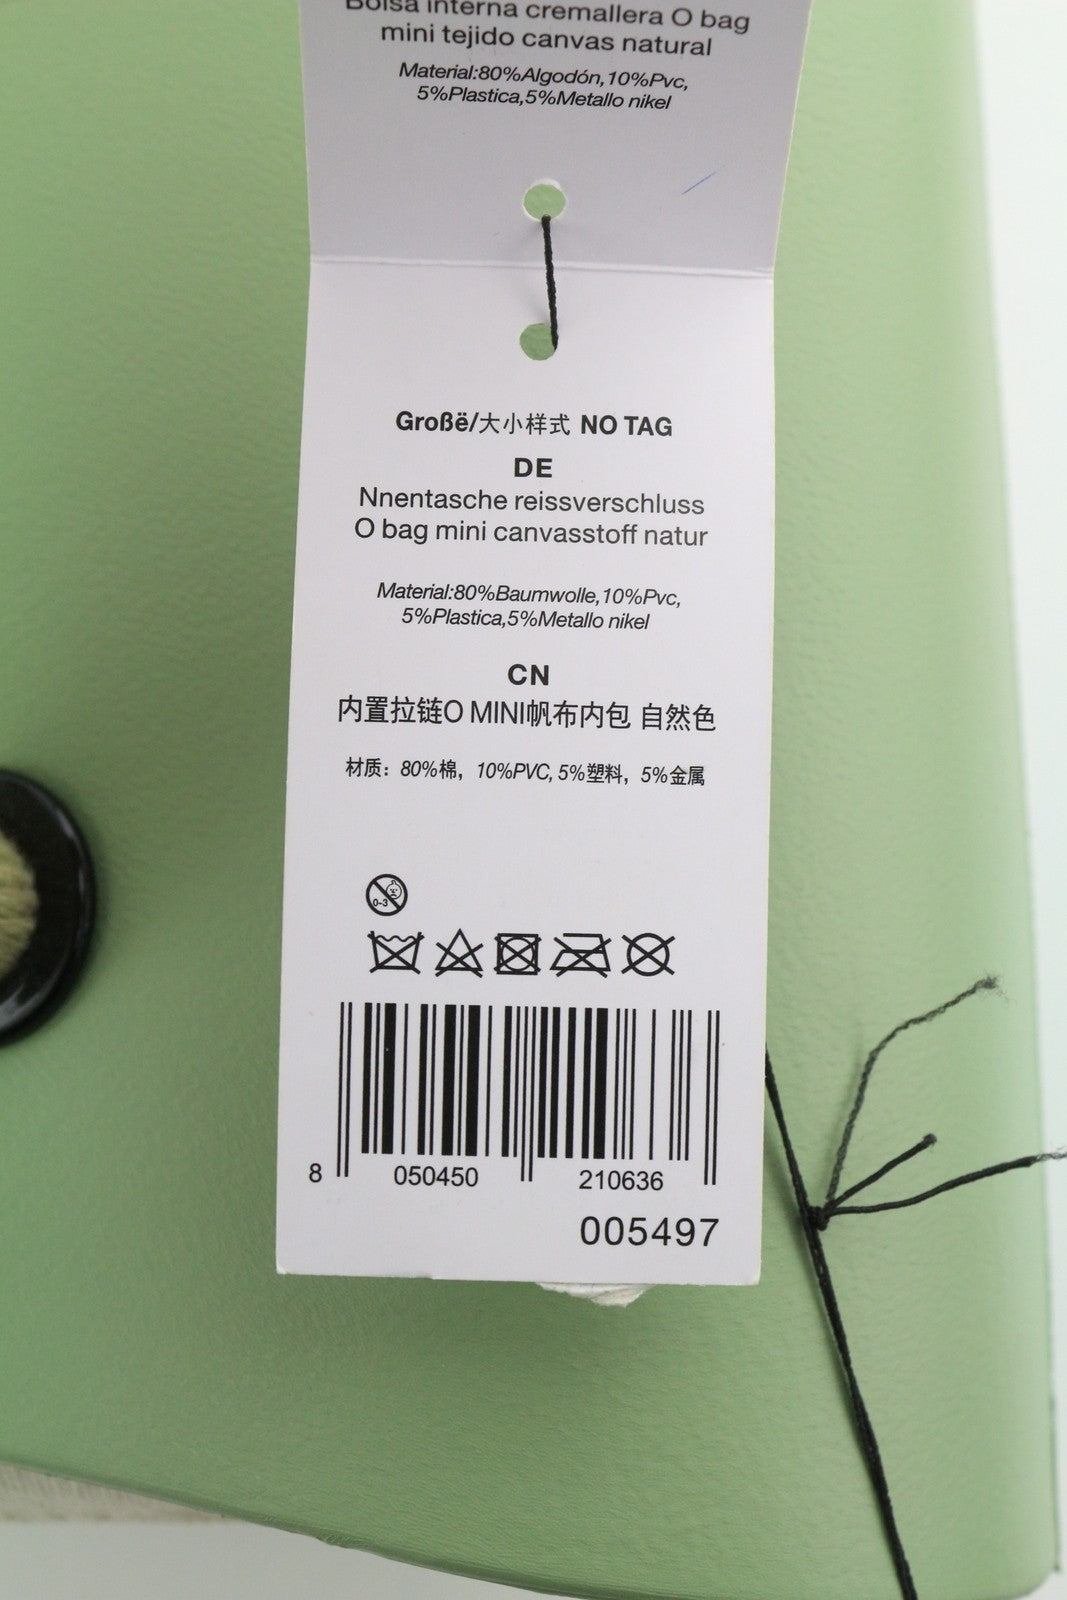 Bolsa interna cremallera O bag
mini tejido canvas natural
Material:80%Algodón,10%Pvc,
5%Plastica,5%Metallo nikel
Großë/大小样式 NO TAG
DE
Nnentasche reissverschluss
O bag mini canvasstoff natur
Material:80%Baumwolle,10%Pvc,
5%Plastica,5%Metallo nikel
CN
内置拉链O MINI帆布内包 自然色
材质：80%棉，10%PVC, 5%塑料，5%金属
0-3
8 050450 210636
005497